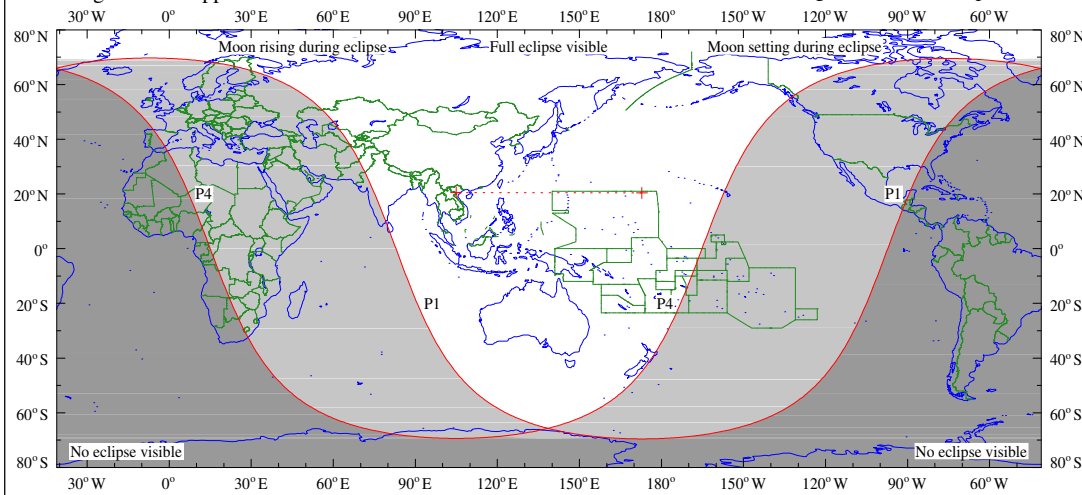 30° W 0° 30° E 60° E 90° E 120° E 150° E 180° 150° W 120° W 90° W 60° W
80° N Moon rising during eclipse Full eclipse visible Moon setting during eclipse 80° N
60° N 60° N
40° N 40° N
20° N P4 P1 20° N
0° 0°
20° S P1 P4 20° S
40° S 40° S
60° S 60° S
No eclipse visible No eclipse visible
80° S 80° S
30° W 0° 30° E 60° E 90° E 120° E 150° E 180° 150° W 120° W 90° W 60° W